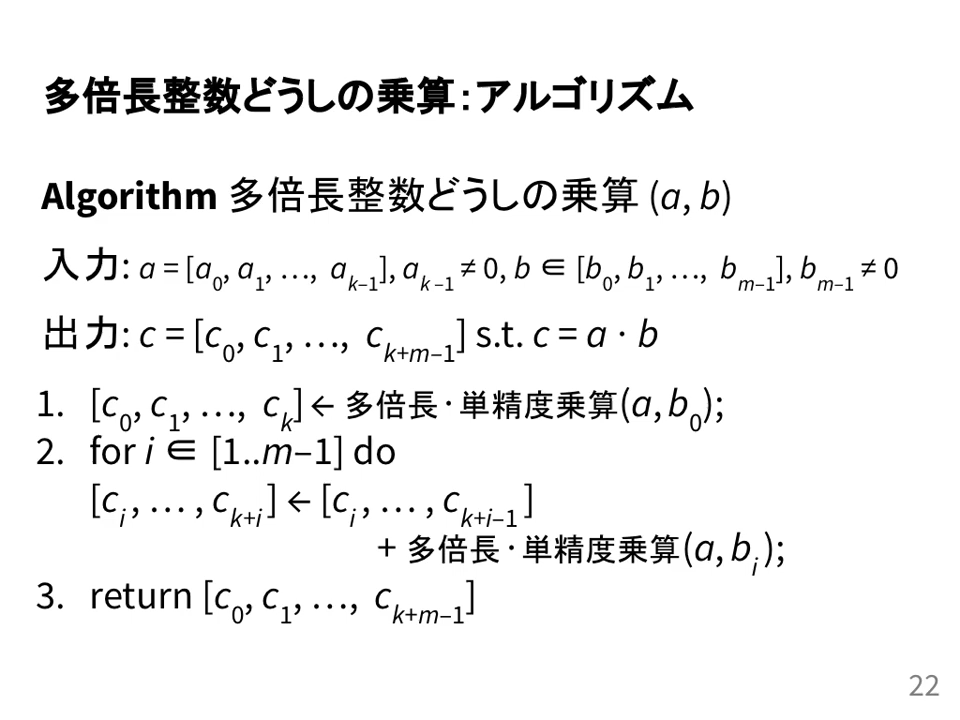 多倍長整数どうしの乗算：アルゴリズム
Algorithm 多倍長整数どうしの乗算 (a, b)
入力: a = [a₀, a₁, …, aₖ₋₁], aₖ₋₁ ≠ 0, b ∈ [b₀, b₁, …, bₘ₋₁], bₘ₋₁ ≠ 0
出力: c = [c₀, c₁, …, cₖ₊ₘ₋₁] s.t. c = a · b
1. [c₀, c₁, …, cₖ] ← 多倍長・単精度乗算(a, b₀);
2. for i ∈ [1..m–1] do
[cᵢ, … , cₖ₊ᵢ] ← [cᵢ, … , cₖ₊ᵢ₋₁]
+ 多倍長・単精度乗算(a, bᵢ);
3. return [c₀, c₁, …, cₖ₊ₘ₋₁]
22